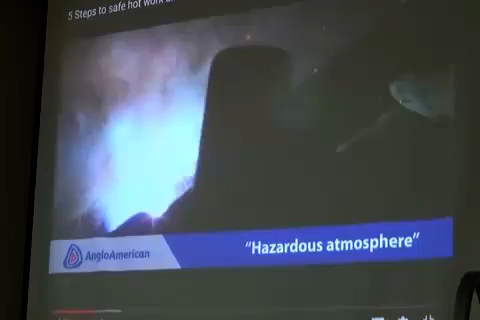 5 Steps to safe hot work
AngloAmerican
“Hazardous atmosphere”